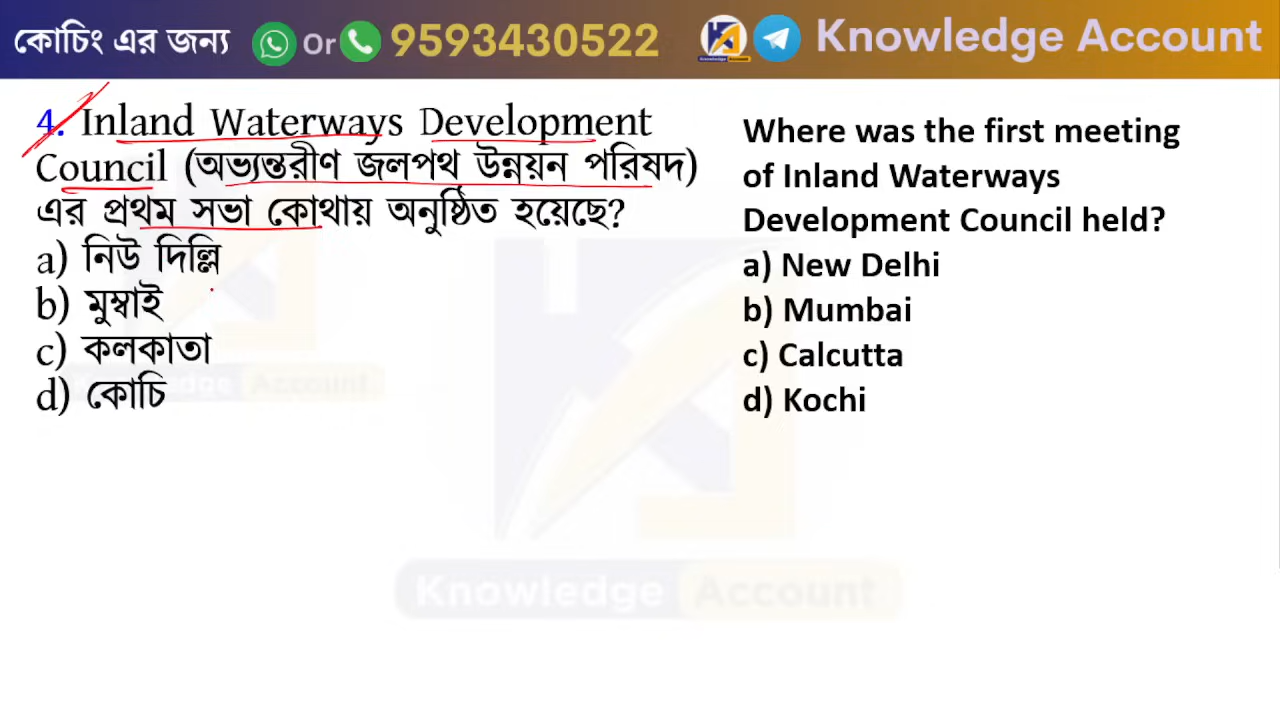 কোচিং এর জন্য Or 9593430522 Knowledge Account
4. Inland Waterways Development
Council (অভ্যন্তরীণ জলপথ উন্নয়ন পরিষদ)
এর প্রথম সভা কোথায় অনুষ্ঠিত হয়েছে?
a) নিউ দিল্লি
b) মুম্বাই
c) কলকাতা
d) কোচি
Where was the first meeting
of Inland Waterways
Development Council held?
a) New Delhi
b) Mumbai
c) Calcutta
d) Kochi
Knowledge Account
Knowledge Account